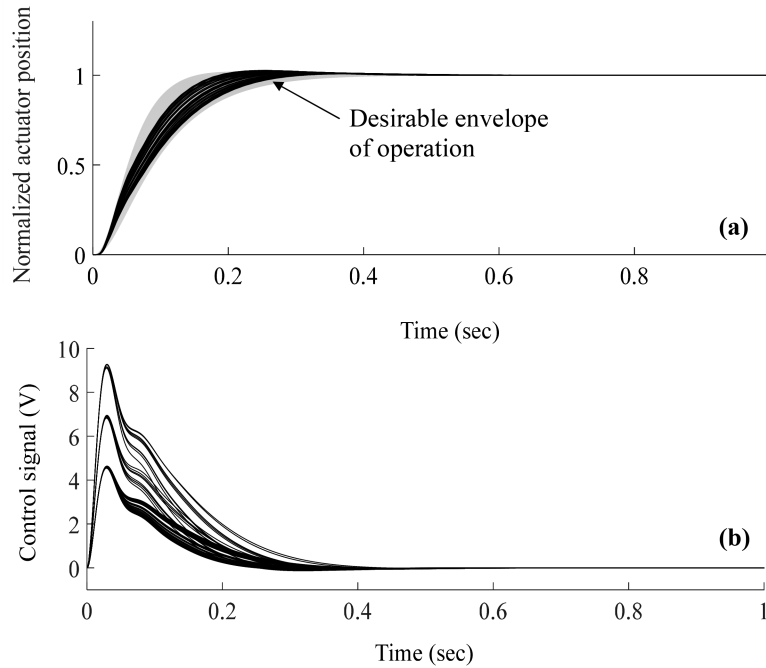 Normalized actuator position
1
0.5
0
Desirable envelope
of operation
(a)
0
0.2
0.4
0.6
0.8
Time (sec)
Control signal (V)
10
8
6
4
2
0
(b)
0
0.2
0.4
0.6
0.8
1
Time (sec)